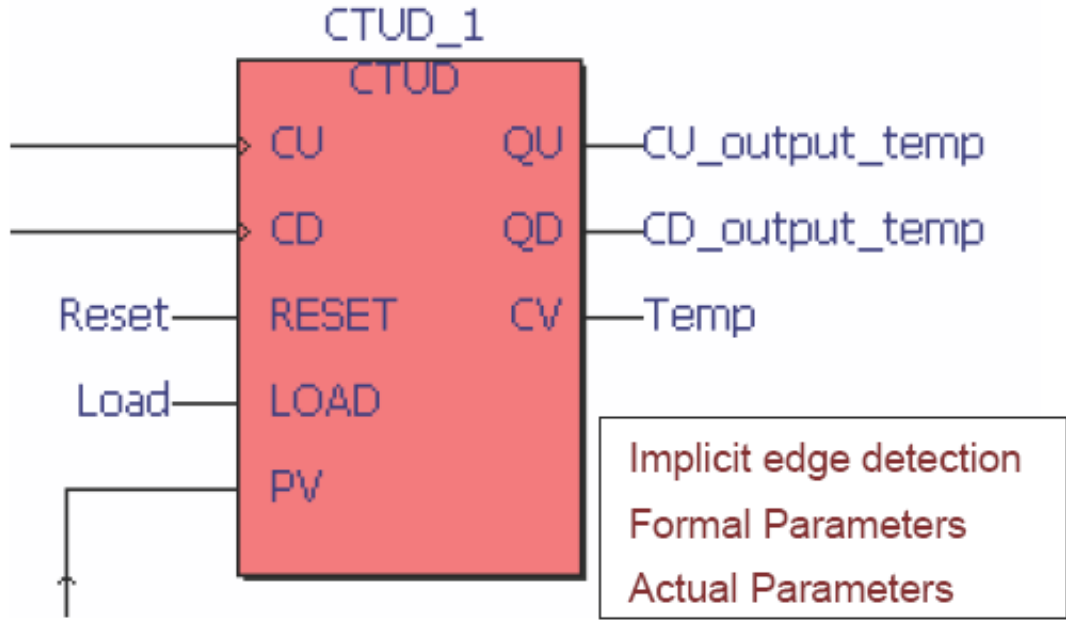 CTUD_1
CTUD
CU QU CU_output_temp
CD QD CD_output_temp
Reset RESET CV Temp
Load LOAD
PV
Implicit edge detection
Formal Parameters
Actual Parameters